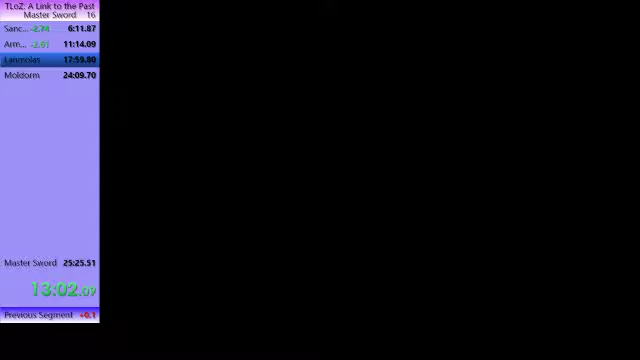 TLoZ: A Link to the Past
Master Sword 16
Sanc... -2.74 6:11.87
Arm... -2.61 11:14.09
Lanmolas 17:59.80
Moldorm 24:09.70
Master Sword 25:25.51
13:02.09
Previous Segment +0.1